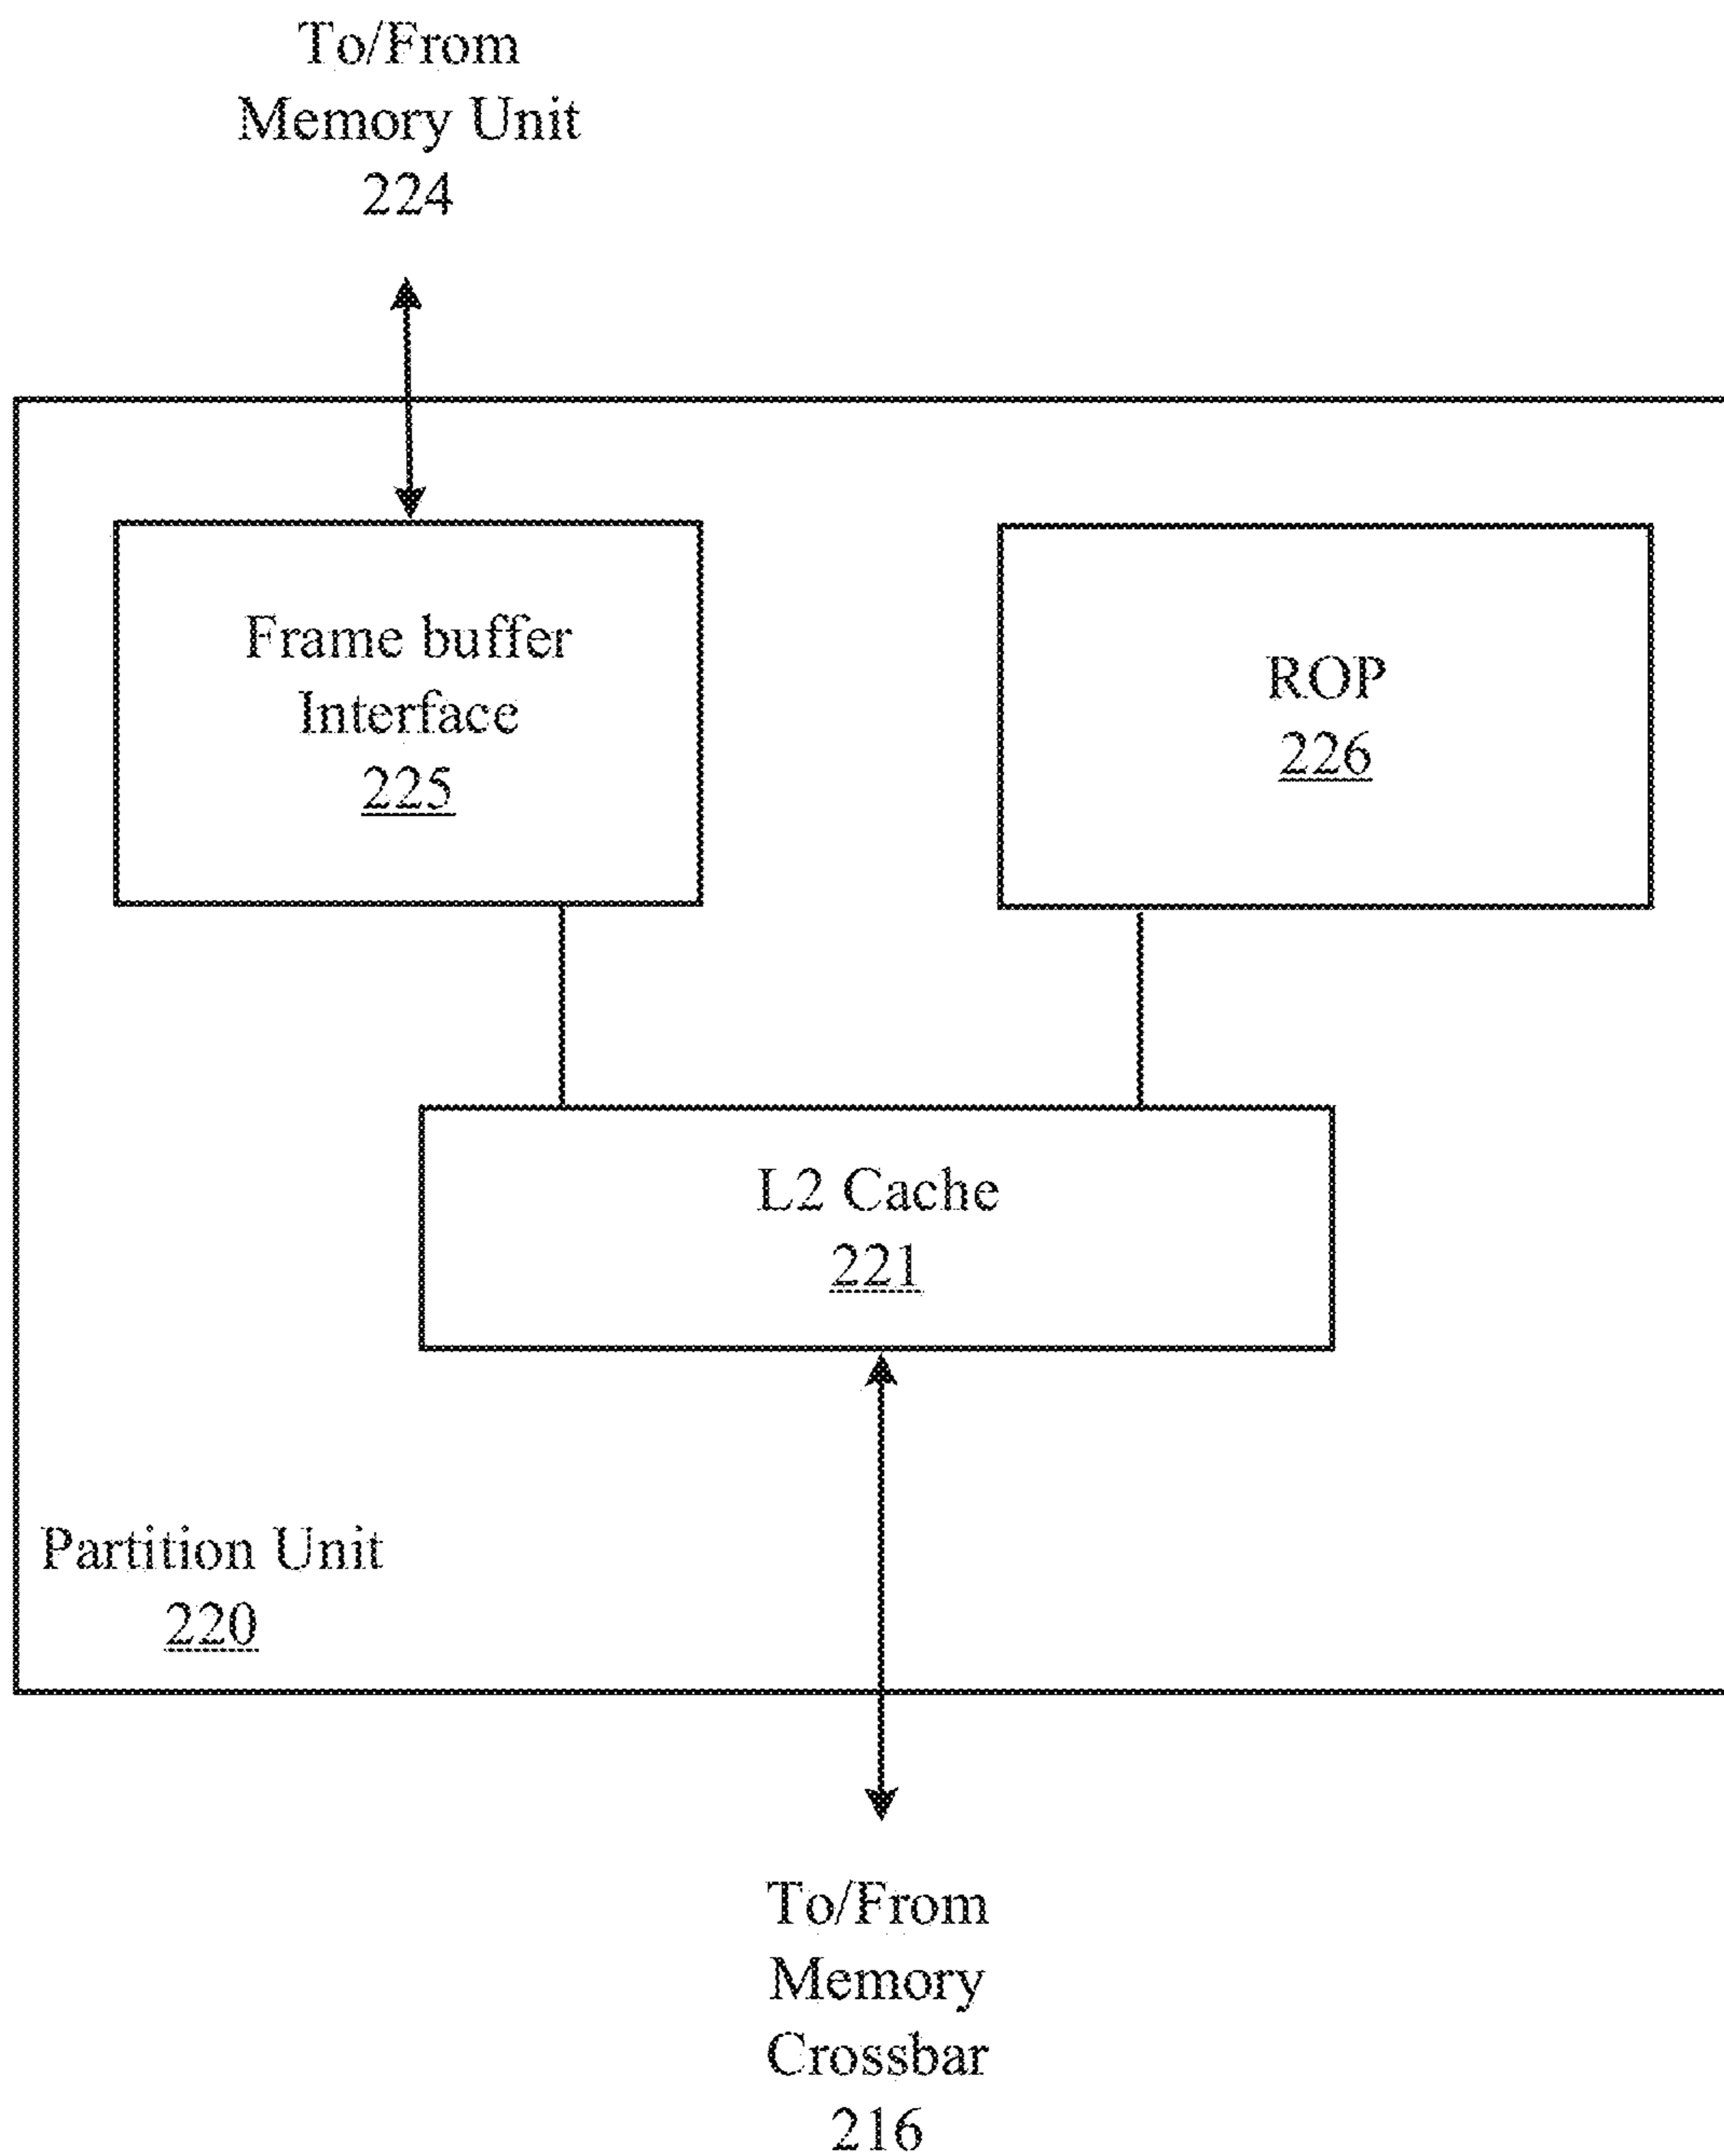 To/From
Memory Unit
224
Frame buffer
Interface
225
ROP
226
L2 Cache
221
Partition Unit
220
To/From
Memory
Crossbar
216